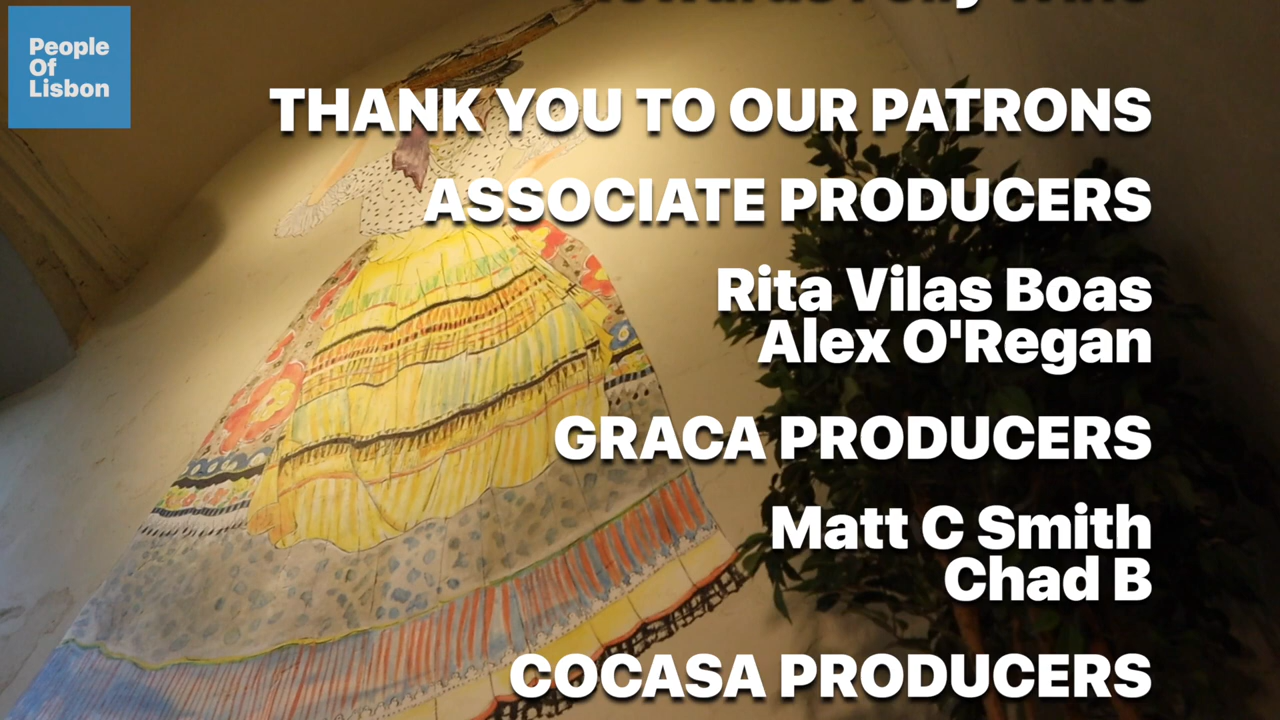 People
Of
Lisbon
THANK YOU TO OUR PATRONS
ASSOCIATE PRODUCERS
Rita Vilas Boas
Alex O'Regan
GRACA PRODUCERS
Matt C Smith
Chad B
COCASA PRODUCERS